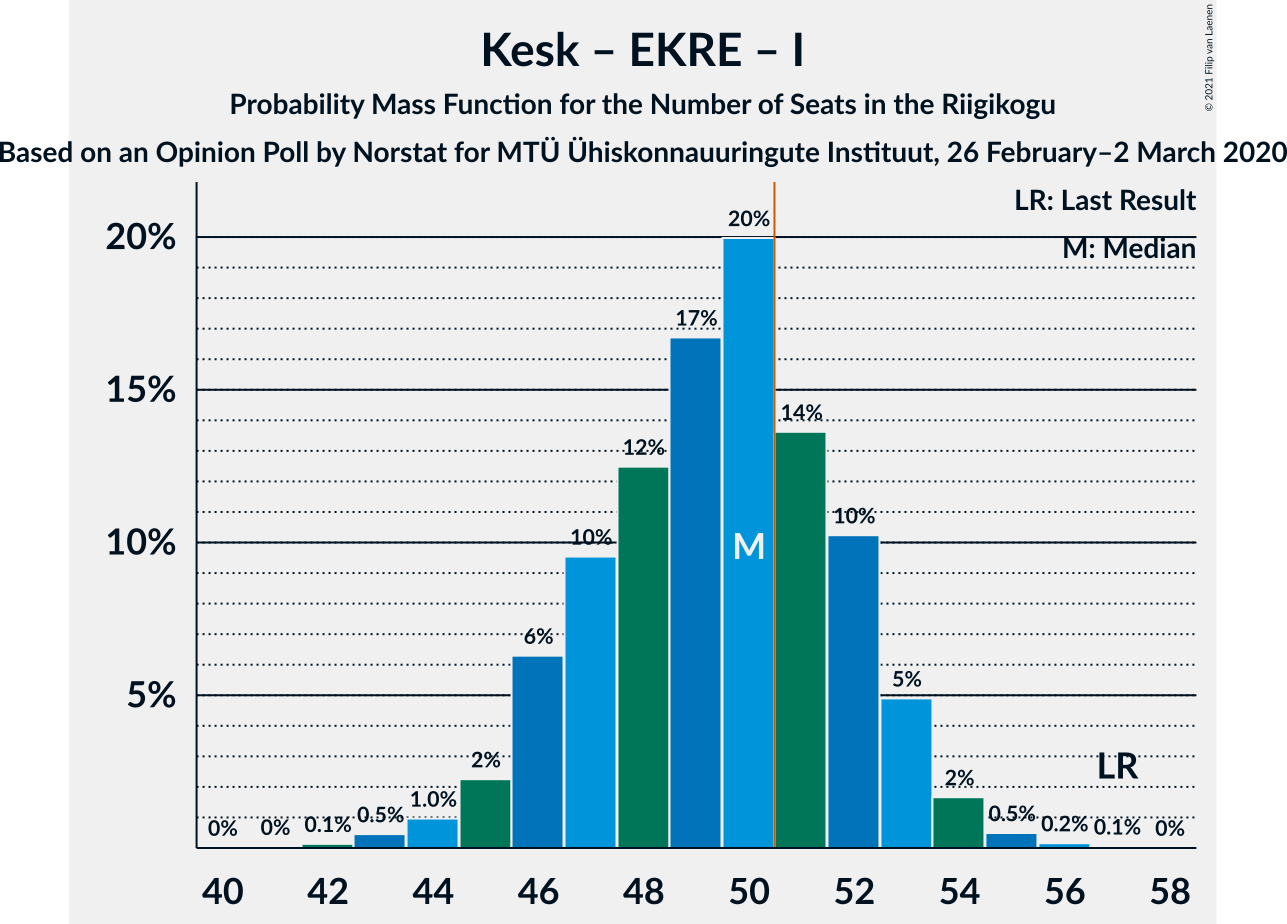 Kesk – EKRE – I
Probability Mass Function for the Number of Seats in the Riigikogu
Based on an Opinion Poll by Norstat for MTÜ Ühiskonnauuringute Instituut, 26 February–2 March 2020
© 2021 Filip van Laenen
LR: Last Result
M: Median
20%
15%
10%
5%
0%
0%
0.1%
0.5%
1.0%
2%
6%
10%
12%
17%
20%
14%
10%
5%
2%
0.5%
0.2%
0.1%
0%
M
LR
40 42 44 46 48 50 52 54 56 58